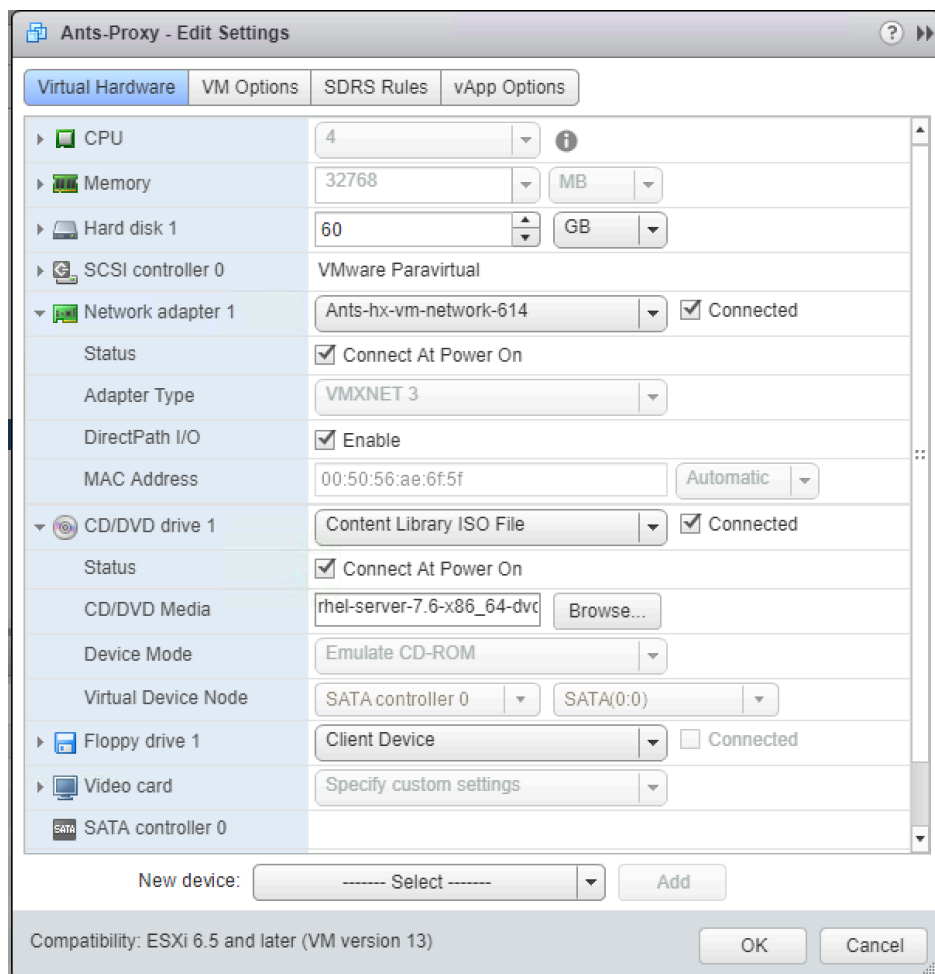 Ants-Proxy - Edit Settings ?
Virtual Hardware VM Options SDRS Rules vApp Options
CPU 4 i
Memory 32768 MB
Hard disk 1 60 GB
SCSI controller 0 VMware Paravirtual
Network adapter 1 Ants-hx-vm-network-614 Connected
Status Connect At Power On
Adapter Type VMXNET 3
DirectPath I/O Enable
MAC Address 00:50:56:ae:6f:5f Automatic
CD/DVD drive 1 Content Library ISO File Connected
Status Connect At Power On
CD/DVD Media rhel-server-7.6-x86_64-dvd Browse...
Device Mode Emulate CD-ROM
Virtual Device Node SATA controller 0 SATA(0:0)
Floppy drive 1 Client Device Connected
Video card Specify custom settings
SATA SATA controller 0
New device: ------- Select ------- Add
Compatibility: ESXi 6.5 and later (VM version 13) OK Cancel